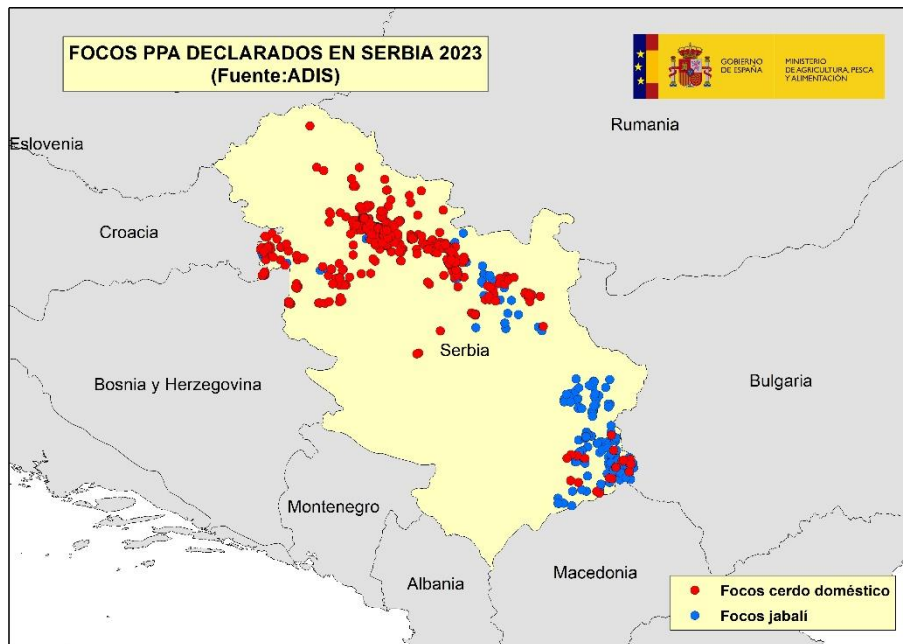 FOCOS PPA DECLARADOS EN SERBIA 2023
(Fuente:ADIS)
GOBIERNO
DE ESPAÑA
MINISTERIO
DE AGRICULTURA, PESCA
Y ALIMENTACIÓN
Rumania
Eslovenia
Croacia
Serbia
Bosnia y Herzegovina
Bulgaria
Montenegro
Albania
Macedonia
Focos cerdo doméstico
Focos jabalí